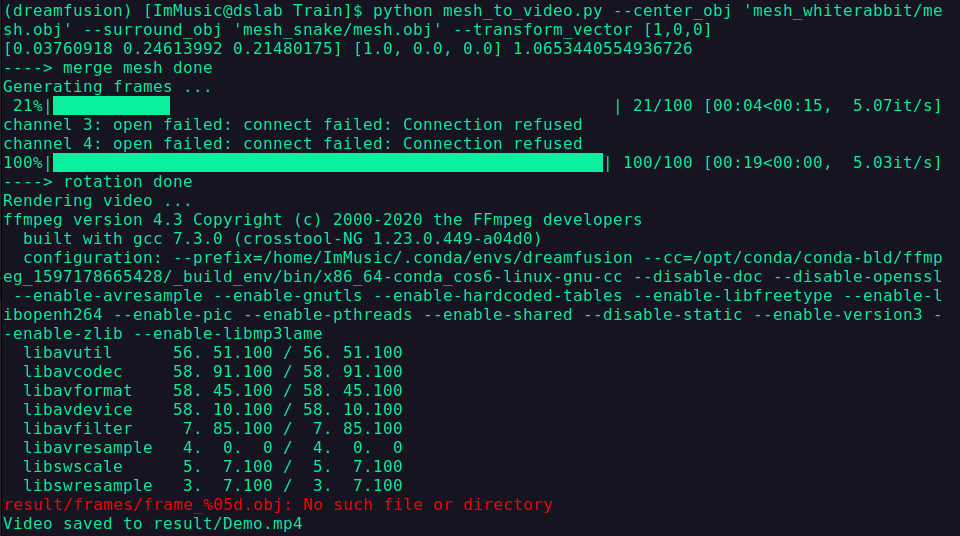 (dreamfusion) [ImMusic@dslab Train]$ python mesh_to_video.py --center_obj 'mesh_whiterabbit/me
sh.obj' --surround_obj 'mesh_snake/mesh.obj' --transform_vector [1,0,0]
[0.03760918 0.24613992 0.21480175] [1.0, 0.0, 0.0] 1.0653440554936726
----> merge mesh done
Generating frames ...
 21%| | 21/100 [00:04<00:15,  5.07it/s]
channel 3: open failed: connect failed: Connection refused
channel 4: open failed: connect failed: Connection refused
100%| | 100/100 [00:19<00:00,  5.03it/s]
----> rotation done
Rendering video ...
ffmpeg version 4.3 Copyright (c) 2000-2020 the FFmpeg developers
  built with gcc 7.3.0 (crosstool-NG 1.23.0.449-a04d0)
  configuration: --prefix=/home/ImMusic/.conda/envs/dreamfusion --cc=/opt/conda/conda-bld/ffmp
eg_1597178665428/_build_env/bin/x86_64-conda_cos6-linux-gnu-cc --disable-doc --disable-openssl
 --enable-avresample --enable-gnutls --enable-hardcoded-tables --enable-libfreetype --enable-l
ibopenh264 --enable-pic --enable-pthreads --enable-shared --disable-static --enable-version3 -
-enable-zlib --enable-libmp3lame
  libavutil      56. 51.100 / 56. 51.100
  libavcodec     58. 91.100 / 58. 91.100
  libavformat    58. 45.100 / 58. 45.100
  libavdevice    58. 10.100 / 58. 10.100
  libavfilter     7. 85.100 /  7. 85.100
  libavresample   4.  0.  0 /  4.  0.  0
  libswscale      5.  7.100 /  5.  7.100
  libswresample   3.  7.100 /  3.  7.100
result/frames/frame_%05d.obj: No such file or directory
Video saved to result/Demo.mp4